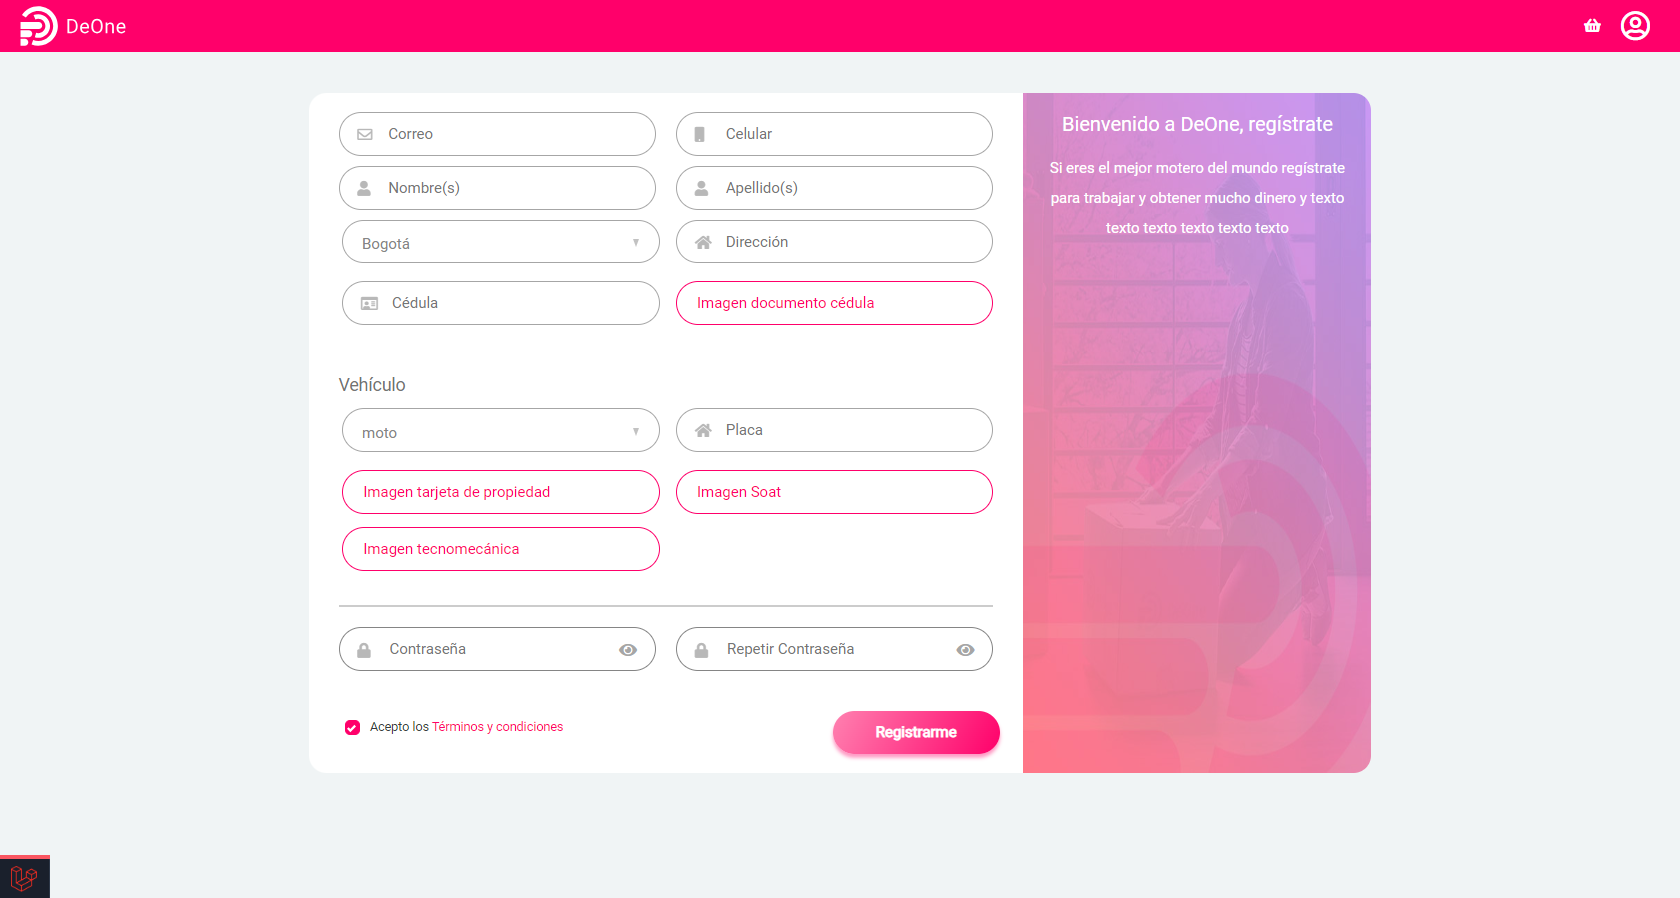 DeOne
Correo
Celular
Nombre(s)
Apellido(s)
Bogotá
Dirección
Cédula
Imagen documento cédula
Vehículo
moto
Placa
Imagen tarjeta de propiedad
Imagen Soat
Imagen tecnomecánica
Contraseña
Repetir Contraseña
Acepto los Términos y condiciones
Registrarme
Bienvenido a DeOne, regístrate
Si eres el mejor motero del mundo regístrate
para trabajar y obtener mucho dinero y texto
texto texto texto texto texto